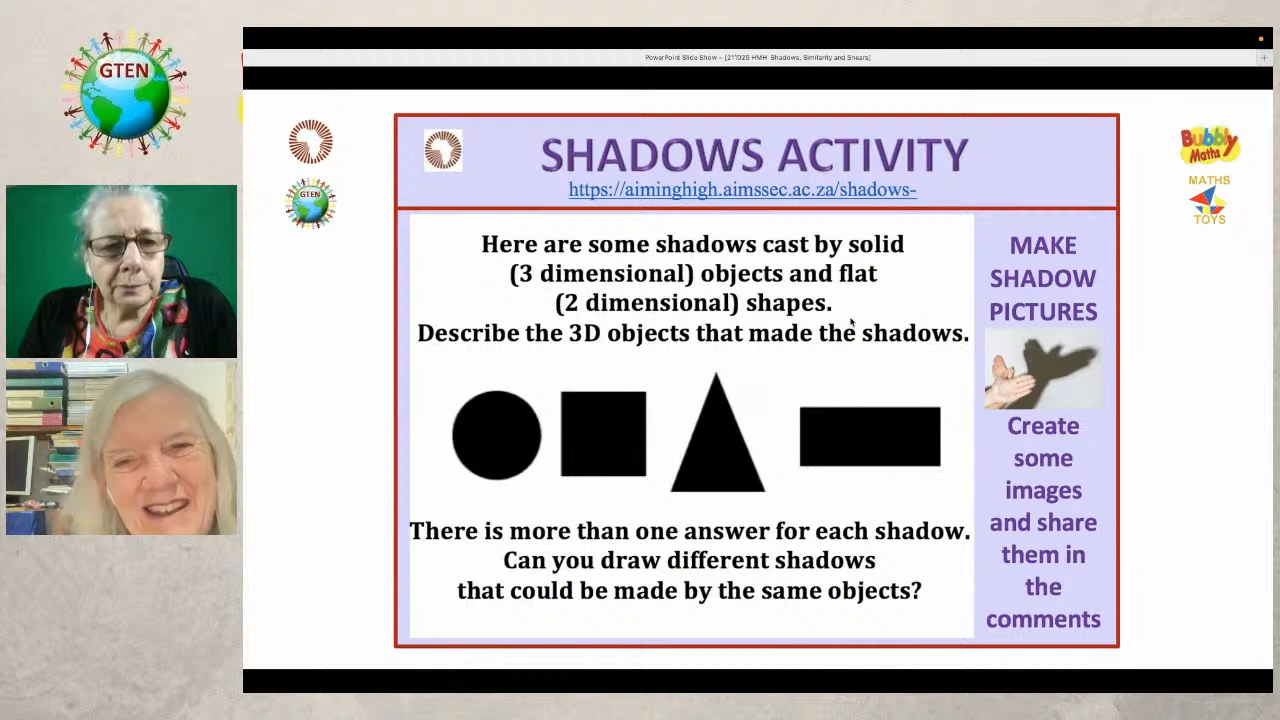 GTEN
PowerPoint Slide Show - [211026 HMH Shadows, Similarity and Shears]
SHADOWS ACTIVITY
https://aiminghigh.aimssec.ac.za/shadows-
GTEN
Bubbly
Maths
MATHS
TOYS
Here are some shadows cast by solid
(3 dimensional) objects and flat
(2 dimensional) shapes.
Describe the 3D objects that made the shadows.
There is more than one answer for each shadow.
Can you draw different shadows
that could be made by the same objects?
MAKE
SHADOW
PICTURES
Create
some
images
and share
them in
the
comments